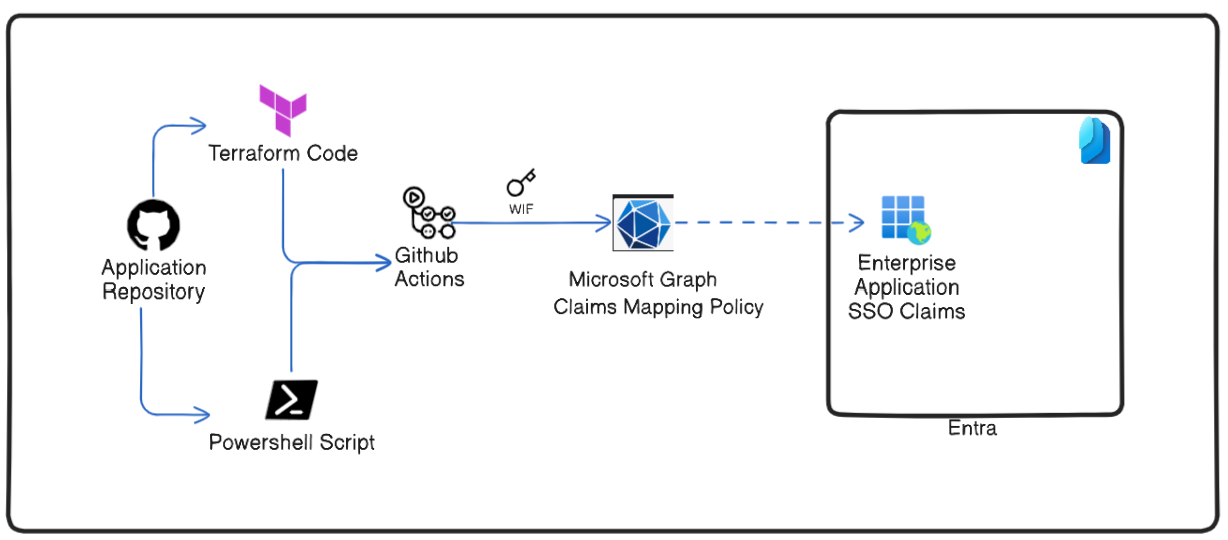 Terraform Code
Application
Repository
Github
Actions
WIF
Microsoft Graph
Claims Mapping Policy
Enterprise
Application
SSO Claims
Powershell Script
Entra